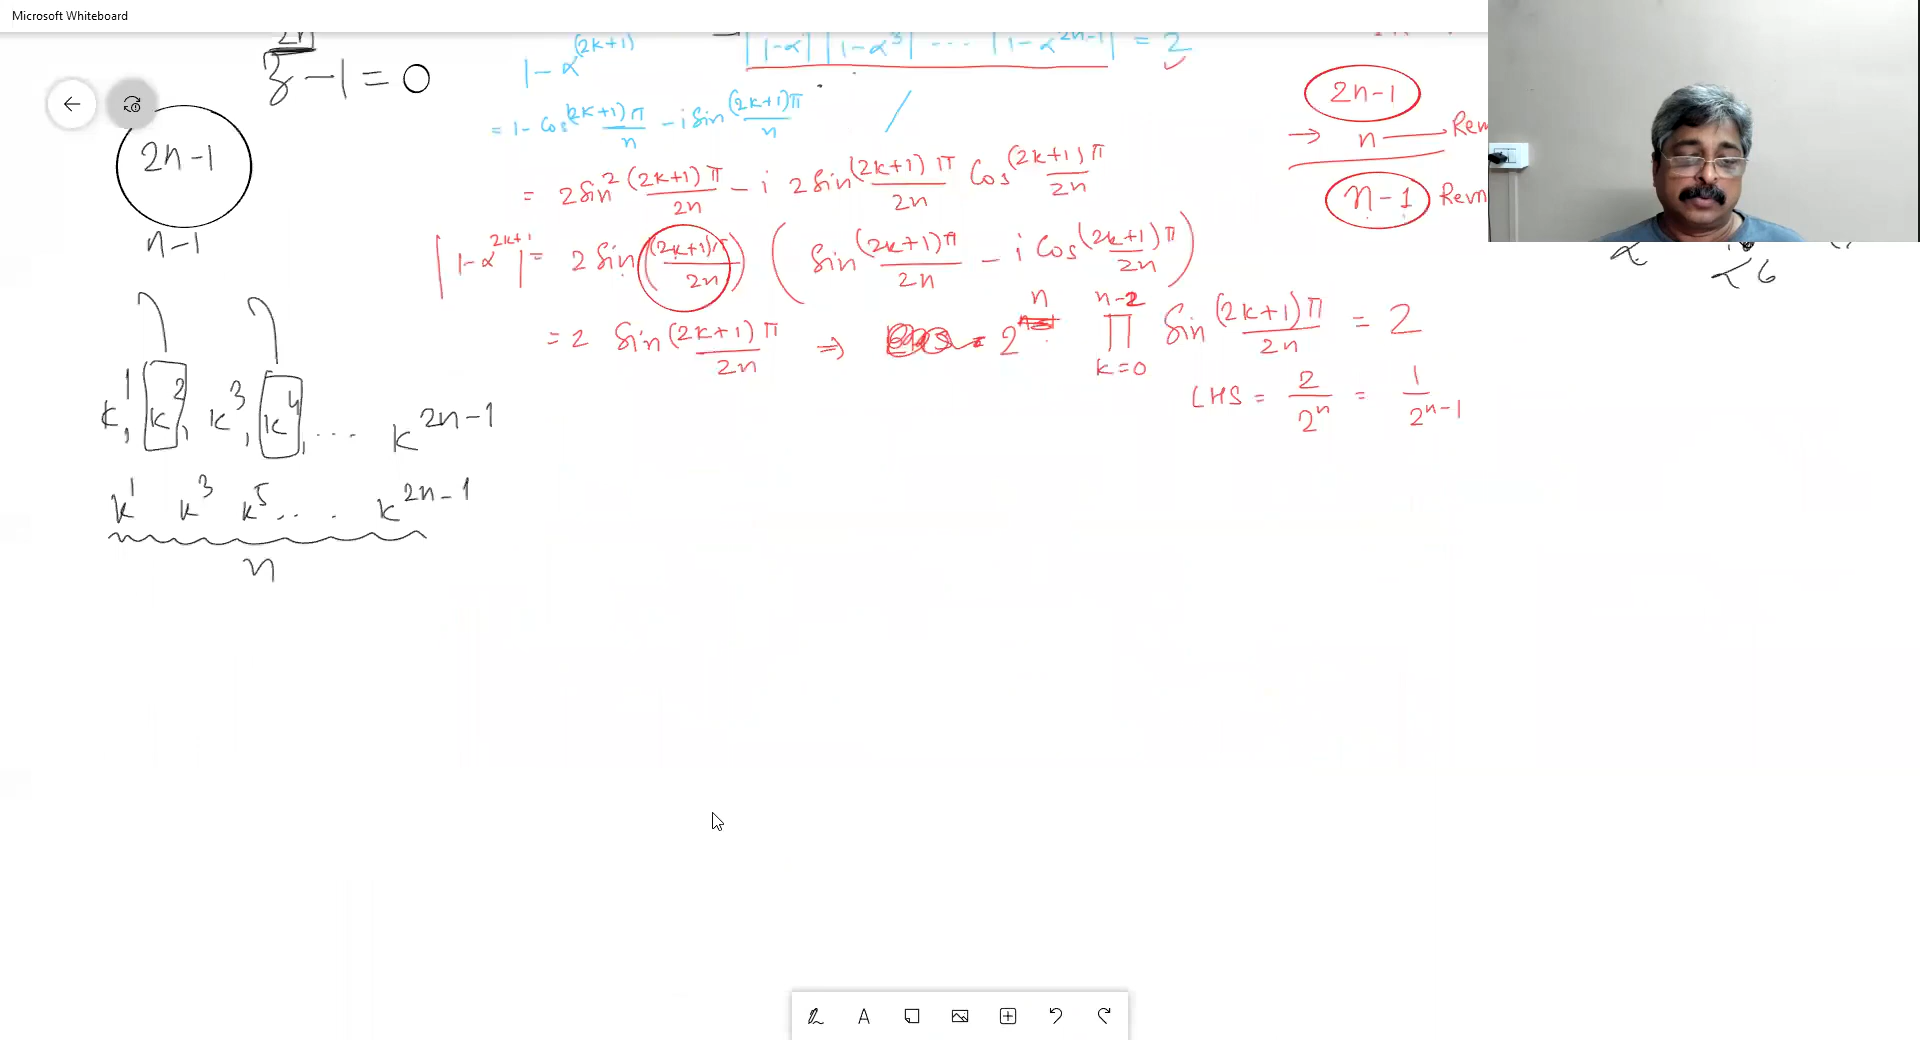 Microsoft Whiteboard
2n
z - 1 = 0
2n-1
n-1
k^1, k^2, k^3, k^4, .... k^{2n-1}
k^1 k^3 k^5 .... k^{2n-1}
n
1-α^{(2k+1)}
|1-α| |1-α^3| ---- |1-α^{2n-1}| = 2
= 1 - Cos (2k+1)π/n - i Sin (2k+1)π/n
= 2 Sin^2 (2k+1)π/2n - i 2 Sin (2k+1)π/2n Cos (2k+1)π/2n
|1-α^{2k+1}| = 2 Sin ((2k+1)π/2n) ( Sin (2k+1)π/2n - i Cos (2k+1)π/2n )
= 2 Sin (2k+1)π/2n ⇒ 2^n ∏_{k=0}^{n-2} Sin (2k+1)π/2n = 2
LHS = 2/2^n = 1/2^{n-1}
2n-1
→ n — Rem
n-1 Rem
α α6